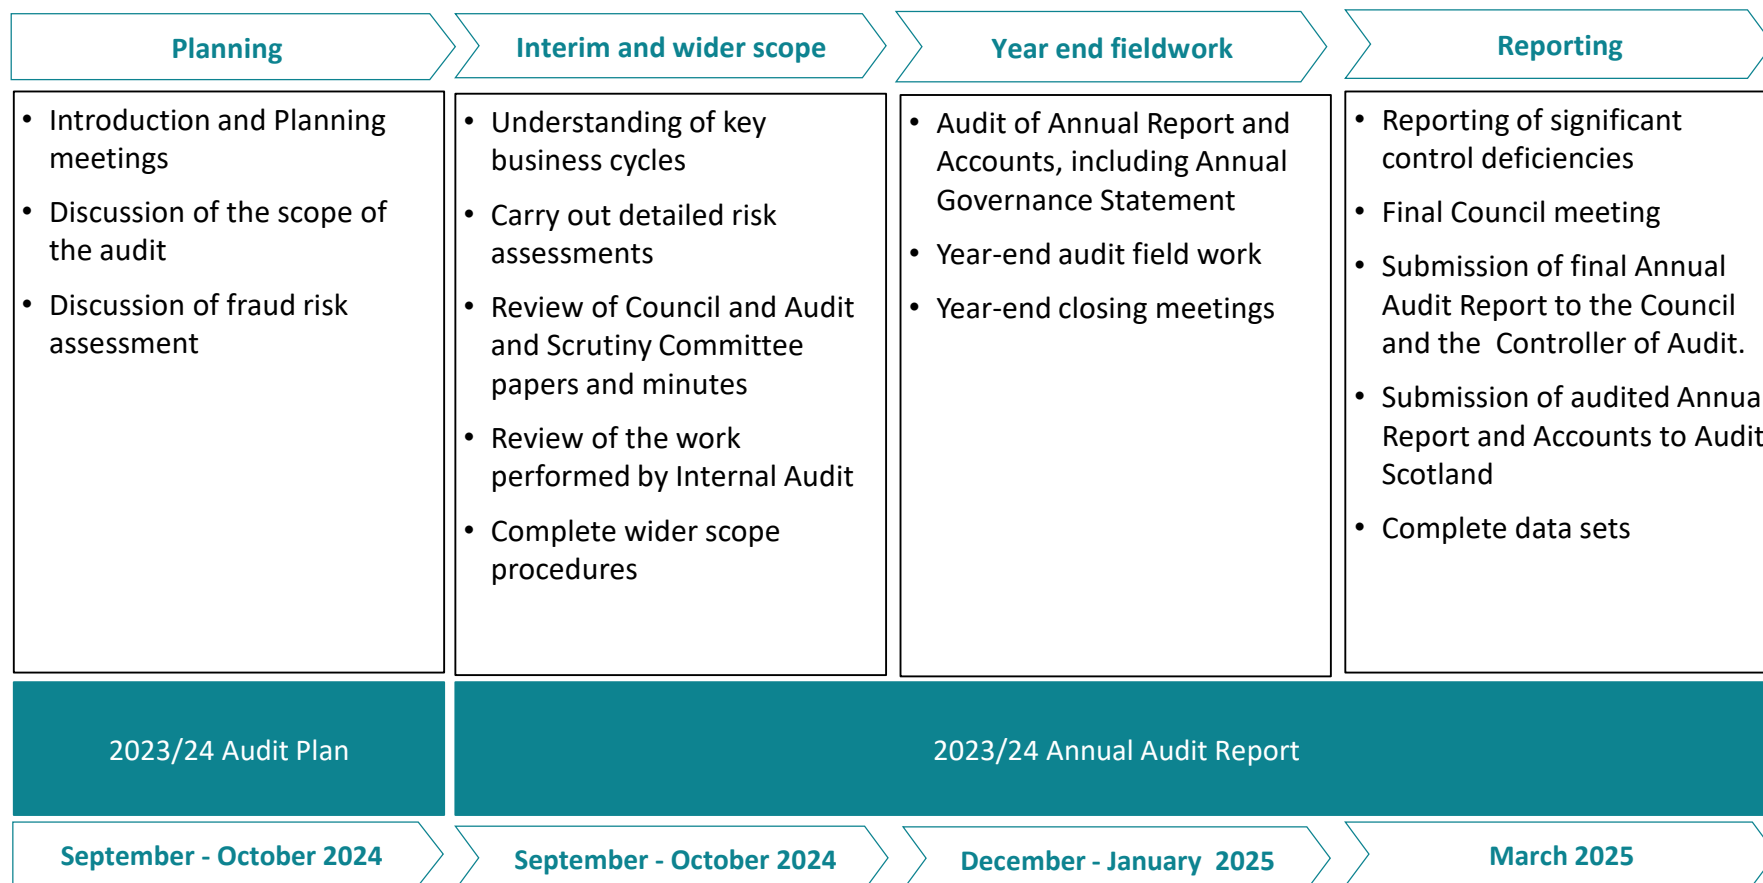 Planning
Interim and wider scope
Year end fieldwork
Reporting
• Introduction and Planning
meetings
• Discussion of the scope of
the audit
• Discussion of fraud risk
assessment
• Understanding of key
business cycles
• Carry out detailed risk
assessments
• Review of Council and Audit
and Scrutiny Committee
papers and minutes
• Review of the work
performed by Internal Audit
• Complete wider scope
procedures
• Audit of Annual Report and
Accounts, including Annual
Governance Statement
• Year-end audit field work
• Year-end closing meetings
• Reporting of significant
control deficiencies
• Final Council meeting
• Submission of final Annual
Audit Report to the Council
and the  Controller of Audit.
• Submission of audited Annua
Report and Accounts to Audit
Scotland
• Complete data sets
2023/24 Audit Plan
2023/24 Annual Audit Report
September - October 2024
September - October 2024
December - January  2025
March 2025